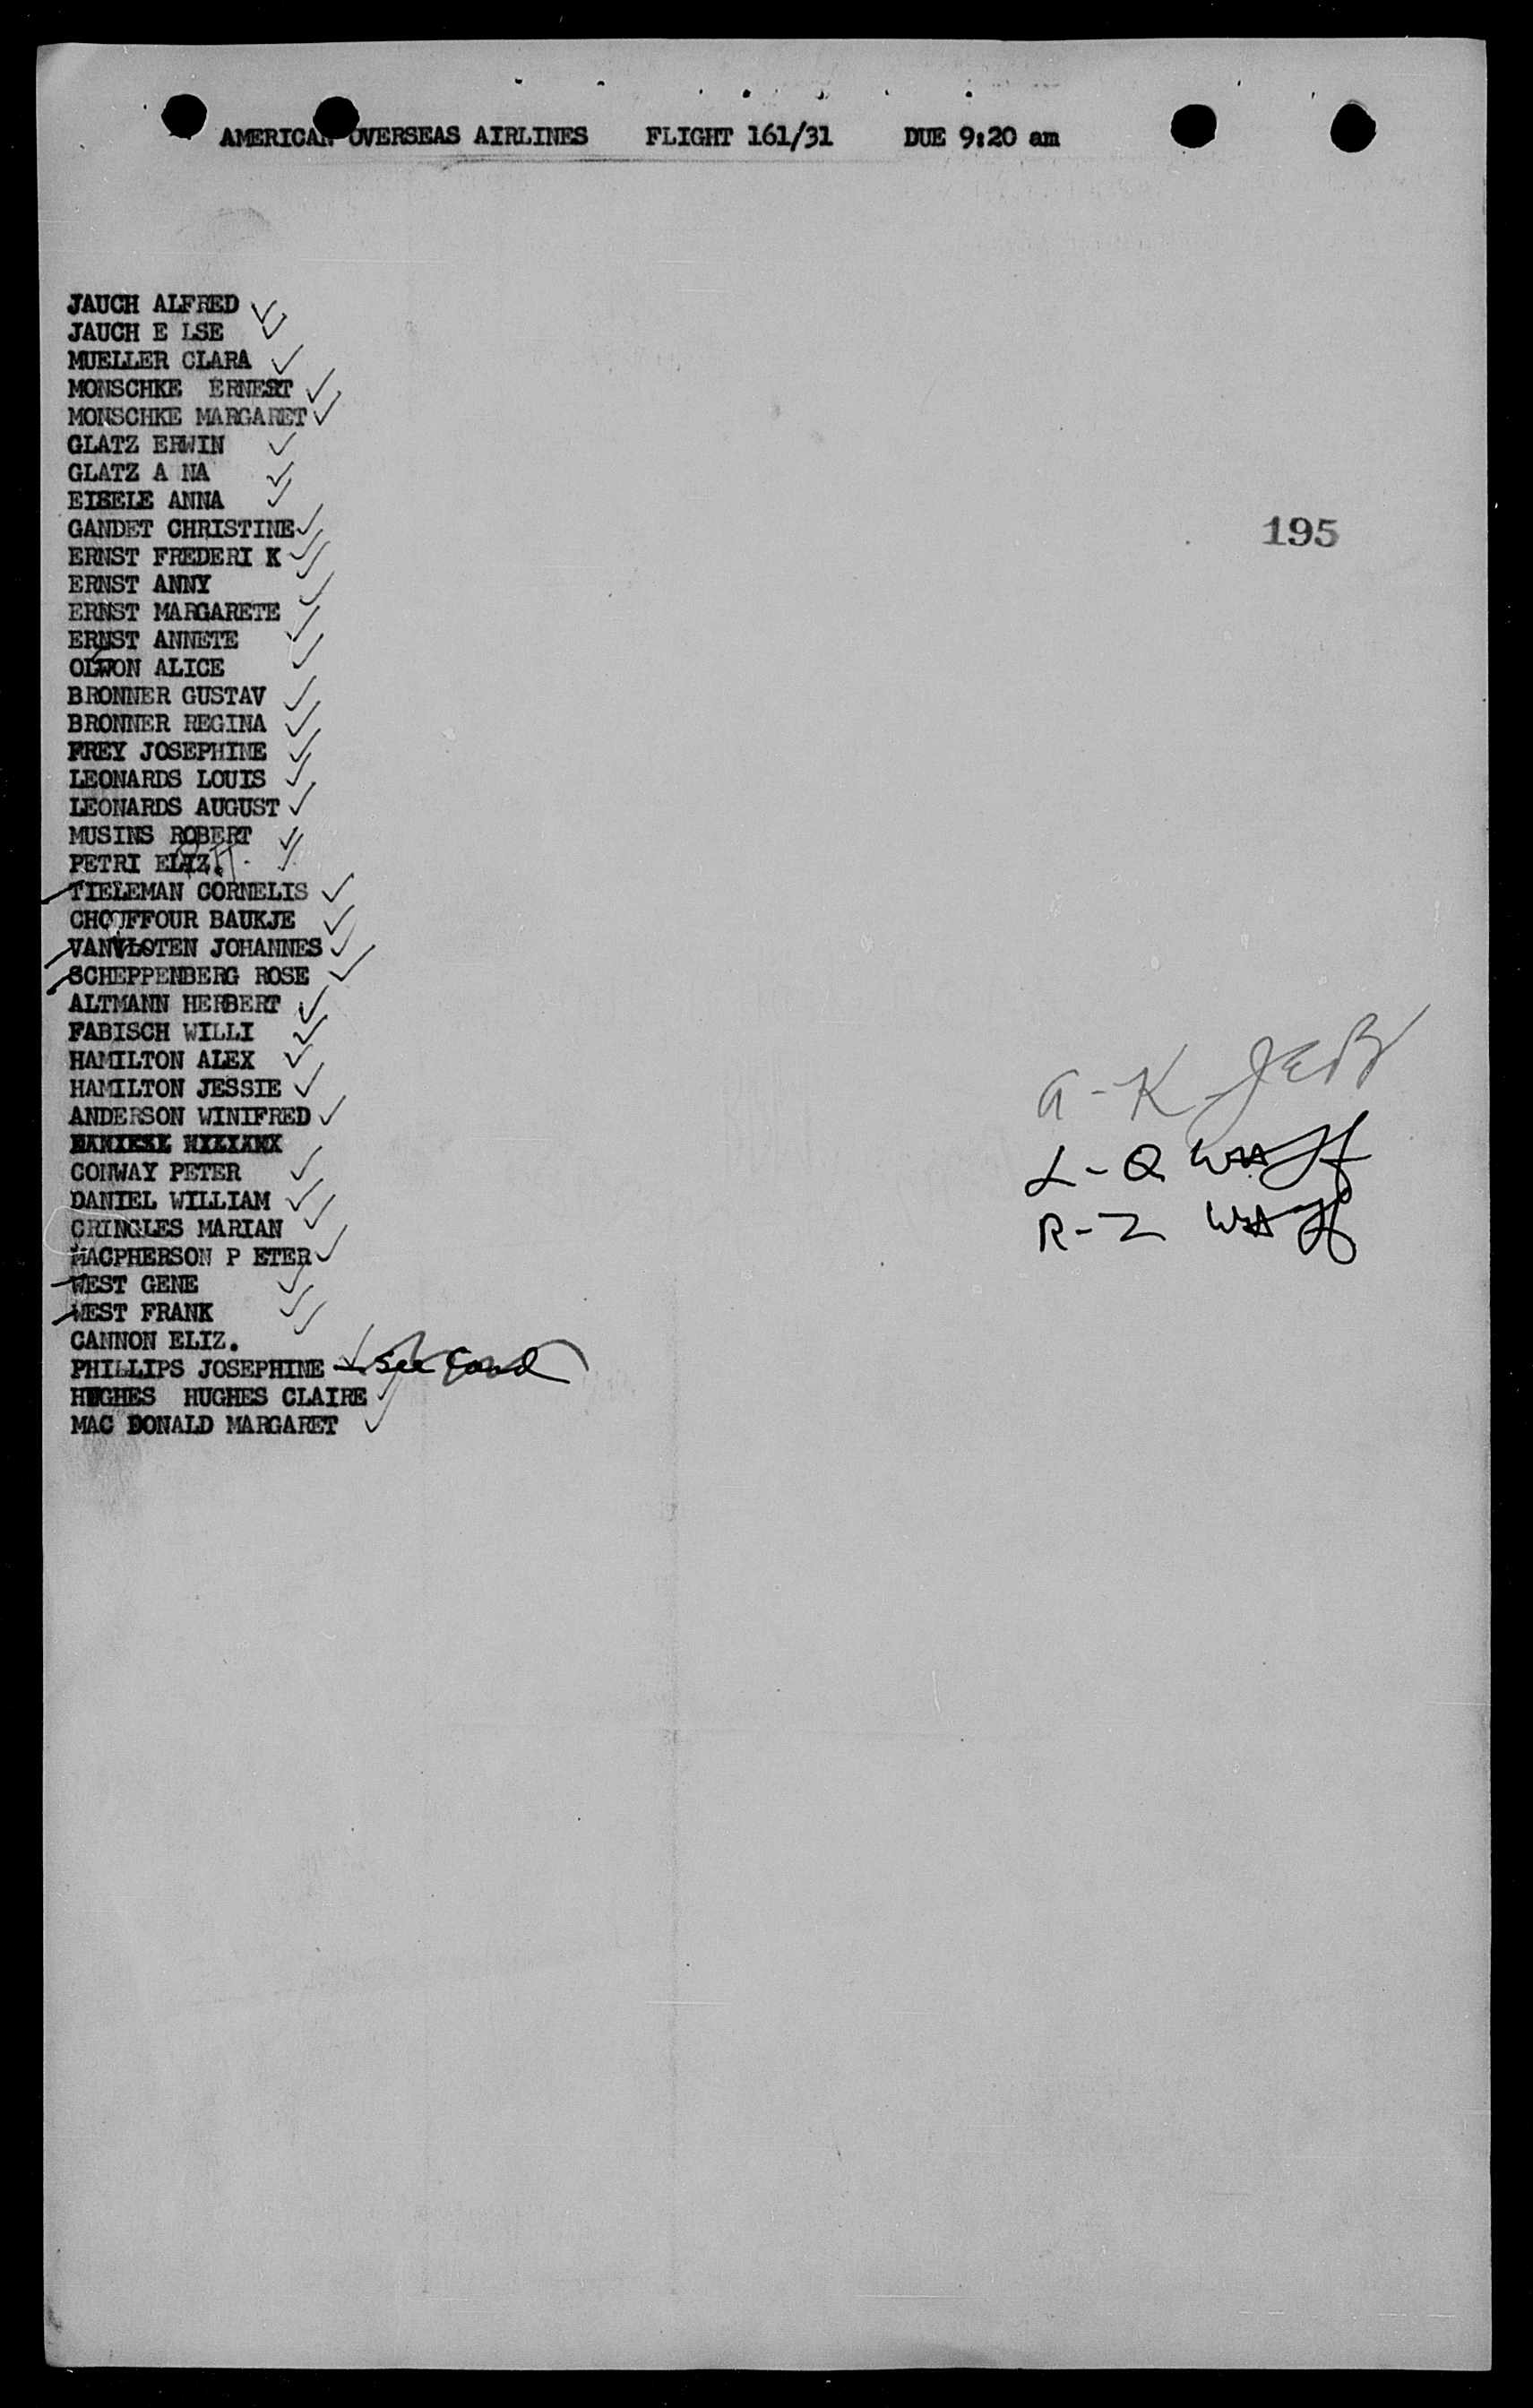 AMERICAN OVERSEAS AIRLINES FLIGHT 161/31 DUE 9:20 am
JAUCH ALFRED
JAUCH E LSE
MUELLER CLARA
MONSCHKE ERNEST
MONSCHKE MARGARET
GLATZ ERWIN
GLATZ A NA
EISELE ANNA
GANDET CHRISTINE
195
ERNST FREDERI K
ERNST ANNY
ERNST MARGARETE
ERNST ANNETE
ALICE
BRONNER GUSTAV
BRONNER REGINA
FREY JOSEPHINE
LEONARDS LOUIS
LEONARDS AUGUST
MUSINS ROBERT
PETRI ELIZ.
TIELEMAN CORNELIS
CHOUFFOUR BAUKJE
VANVLOTEN JOHANNES
SCHEPPENBERG ROSE
ALTMANN HERBERT
FABISCH WILLI
HAMILTON ALEX
HAMILTON JESSIE
A-K
ANDERSON WINIFRED
L-Q
CONWAY PETER
DANIEL WILLIAM
R-Z
CRINGLES MARIAN
MACPHERSON P ETER
WEST GENE
WEST FRANK
CANNON ELIZ.
PHILLIPS JOSEPHINE - See Card
HUGHES HUGHES CLAIRE
MAC DONALD MARGARET